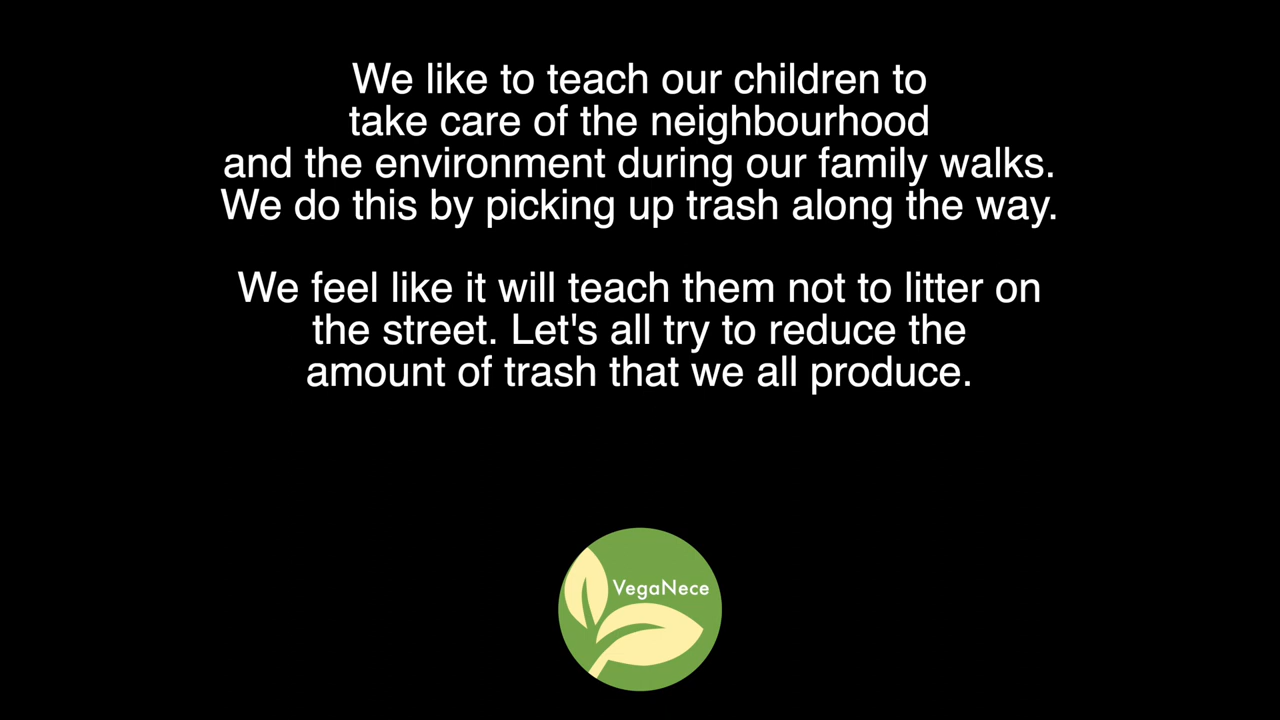 We like to teach our children to
take care of the neighbourhood
and the environment during our family walks.
We do this by picking up trash along the way.
We feel like it will teach them not to litter on
the street. Let's all try to reduce the
amount of trash that we all produce.
VegaNece